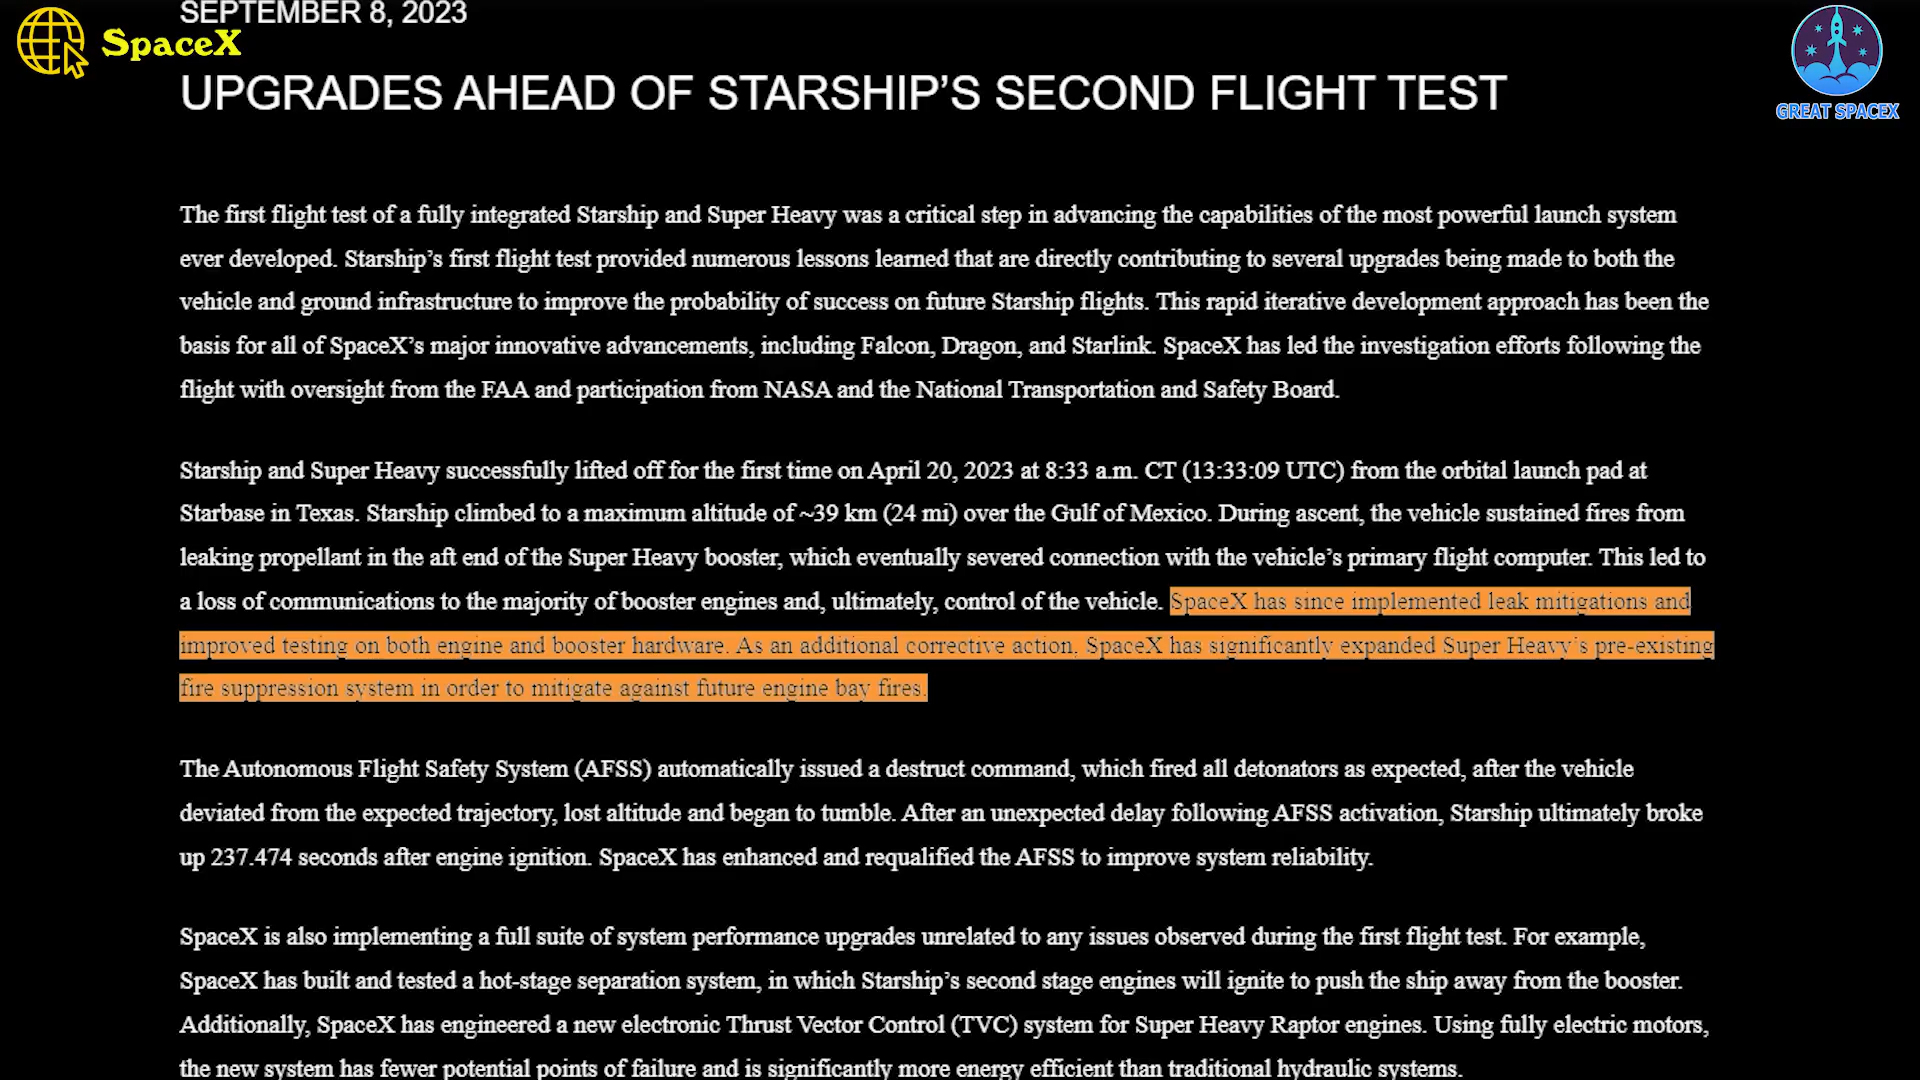 SEPTEMBER 8, 2023
SpaceX
UPGRADES AHEAD OF STARSHIP’S SECOND FLIGHT TEST
GREAT SPACEX
The first flight test of a fully integrated Starship and Super Heavy was a critical step in advancing the capabilities of the most powerful launch system
ever developed. Starship’s first flight test provided numerous lessons learned that are directly contributing to several upgrades being made to both the
vehicle and ground infrastructure to improve the probability of success on future Starship flights. This rapid iterative development approach has been the
basis for all of SpaceX’s major innovative advancements, including Falcon, Dragon, and Starlink. SpaceX has led the investigation efforts following the
flight with oversight from the FAA and participation from NASA and the National Transportation and Safety Board.
Starship and Super Heavy successfully lifted off for the first time on April 20, 2023 at 8:33 a.m. CT (13:33:09 UTC) from the orbital launch pad at
Starbase in Texas. Starship climbed to a maximum altitude of ~39 km (24 mi) over the Gulf of Mexico. During ascent, the vehicle sustained fires from
leaking propellant in the aft end of the Super Heavy booster, which eventually severed connection with the vehicle’s primary flight computer. This led to
a loss of communications to the majority of booster engines and, ultimately, control of the vehicle. SpaceX has since implemented leak mitigations and
improved testing on both engine and booster hardware. As an additional corrective action, SpaceX has significantly expanded Super Heavy’s pre-existing
fire suppression system in order to mitigate against future engine bay fires.
The Autonomous Flight Safety System (AFSS) automatically issued a destruct command, which fired all detonators as expected, after the vehicle
deviated from the expected trajectory, lost altitude and began to tumble. After an unexpected delay following AFSS activation, Starship ultimately broke
up 237.474 seconds after engine ignition. SpaceX has enhanced and requalified the AFSS to improve system reliability.
SpaceX is also implementing a full suite of system performance upgrades unrelated to any issues observed during the first flight test. For example,
SpaceX has built and tested a hot-stage separation system, in which Starship’s second stage engines will ignite to push the ship away from the booster.
Additionally, SpaceX has engineered a new electronic Thrust Vector Control (TVC) system for Super Heavy Raptor engines. Using fully electric motors,
the new system has fewer potential points of failure and is significantly more energy efficient than traditional hydraulic systems.